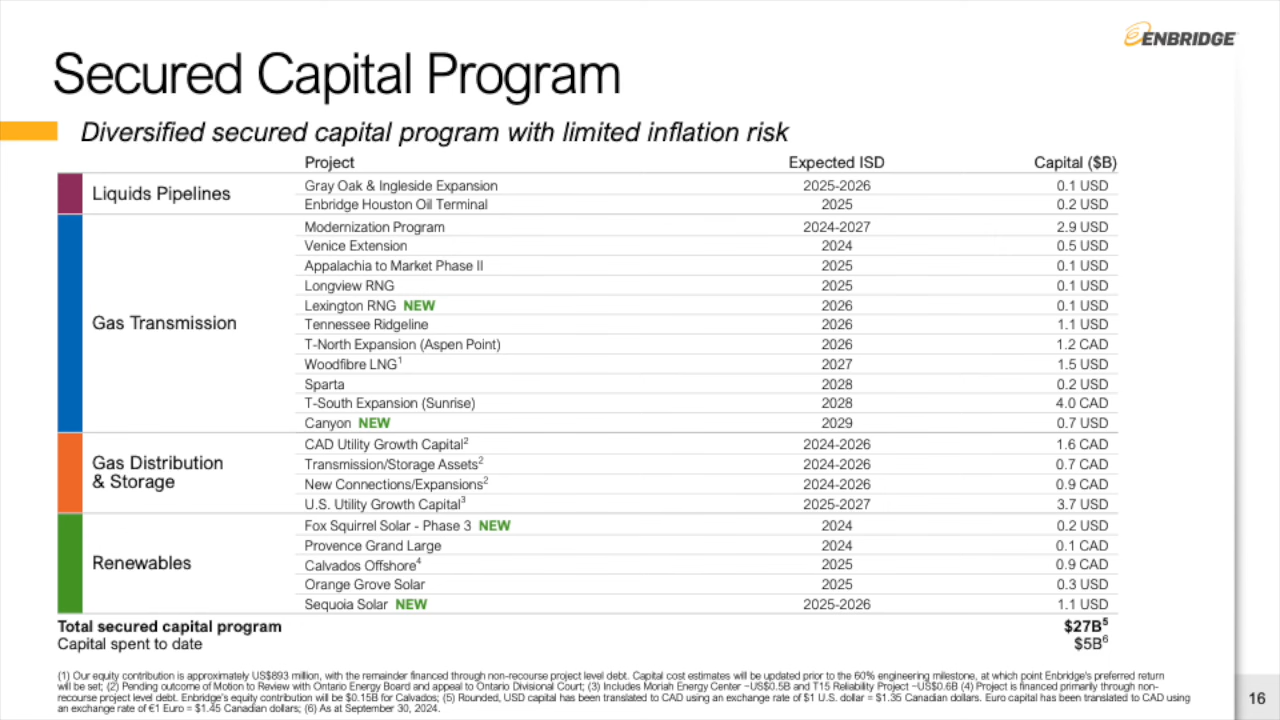 ENBRIDGE
Secured Capital Program
Diversified secured capital program with limited inflation risk
Project Expected ISD Capital ($B)
Liquids Pipelines
Gray Oak & Ingleside Expansion 2025-2026 0.1 USD
Enbridge Houston Oil Terminal 2025 0.2 USD
Gas Transmission
Modernization Program 2024-2027 2.9 USD
Venice Extension 2024 0.5 USD
Appalachia to Market Phase II 2025 0.1 USD
Longview RNG 2025 0.1 USD
Lexington RNG NEW 2026 0.1 USD
Tennessee Ridgeline 2026 1.1 USD
T-North Expansion (Aspen Point) 2026 1.2 CAD
Woodfibre LNG¹ 2027 1.5 USD
Sparta 2028 0.2 USD
T-South Expansion (Sunrise) 2028 4.0 CAD
Canyon NEW 2029 0.7 USD
Gas Distribution
& Storage
CAD Utility Growth Capital² 2024-2026 1.6 CAD
Transmission/Storage Assets² 2024-2026 0.7 CAD
New Connections/Expansions² 2024-2026 0.9 CAD
U.S. Utility Growth Capital³ 2025-2027 3.7 USD
Renewables
Fox Squirrel Solar - Phase 3 NEW 2024 0.2 USD
Provence Grand Large 2024 0.1 CAD
Calvados Offshore⁴ 2025 0.9 CAD
Orange Grove Solar 2025 0.3 USD
Sequoia Solar NEW 2025-2026 1.1 USD
Total secured capital program $27B⁵
Capital spent to date $5B⁶
(1) Our equity contribution is approximately US$893 million, with the remainder financed through non-recourse project level debt. Capital cost estimates will be updated prior to the 60% engineering milestone, at which point Enbridge's preferred return
will be set; (2) Pending outcome of Motion to Review with Ontario Energy Board and appeal to Ontario Divisional Court; (3) Includes Moriah Energy Center ~US$0.5B and T15 Reliability Project ~US$0.6B (4) Project is financed primarily through non-
recourse project level debt. Enbridge's equity contribution will be $0.15B for Calvados; (5) Rounded, USD capital has been translated to CAD using an exchange rate of $1 U.S. dollar = $1.35 Canadian dollars. Euro capital has been translated to CAD using
an exchange rate of €1 Euro = $1.45 Canadian dollars; (6) As at September 30, 2024.
16